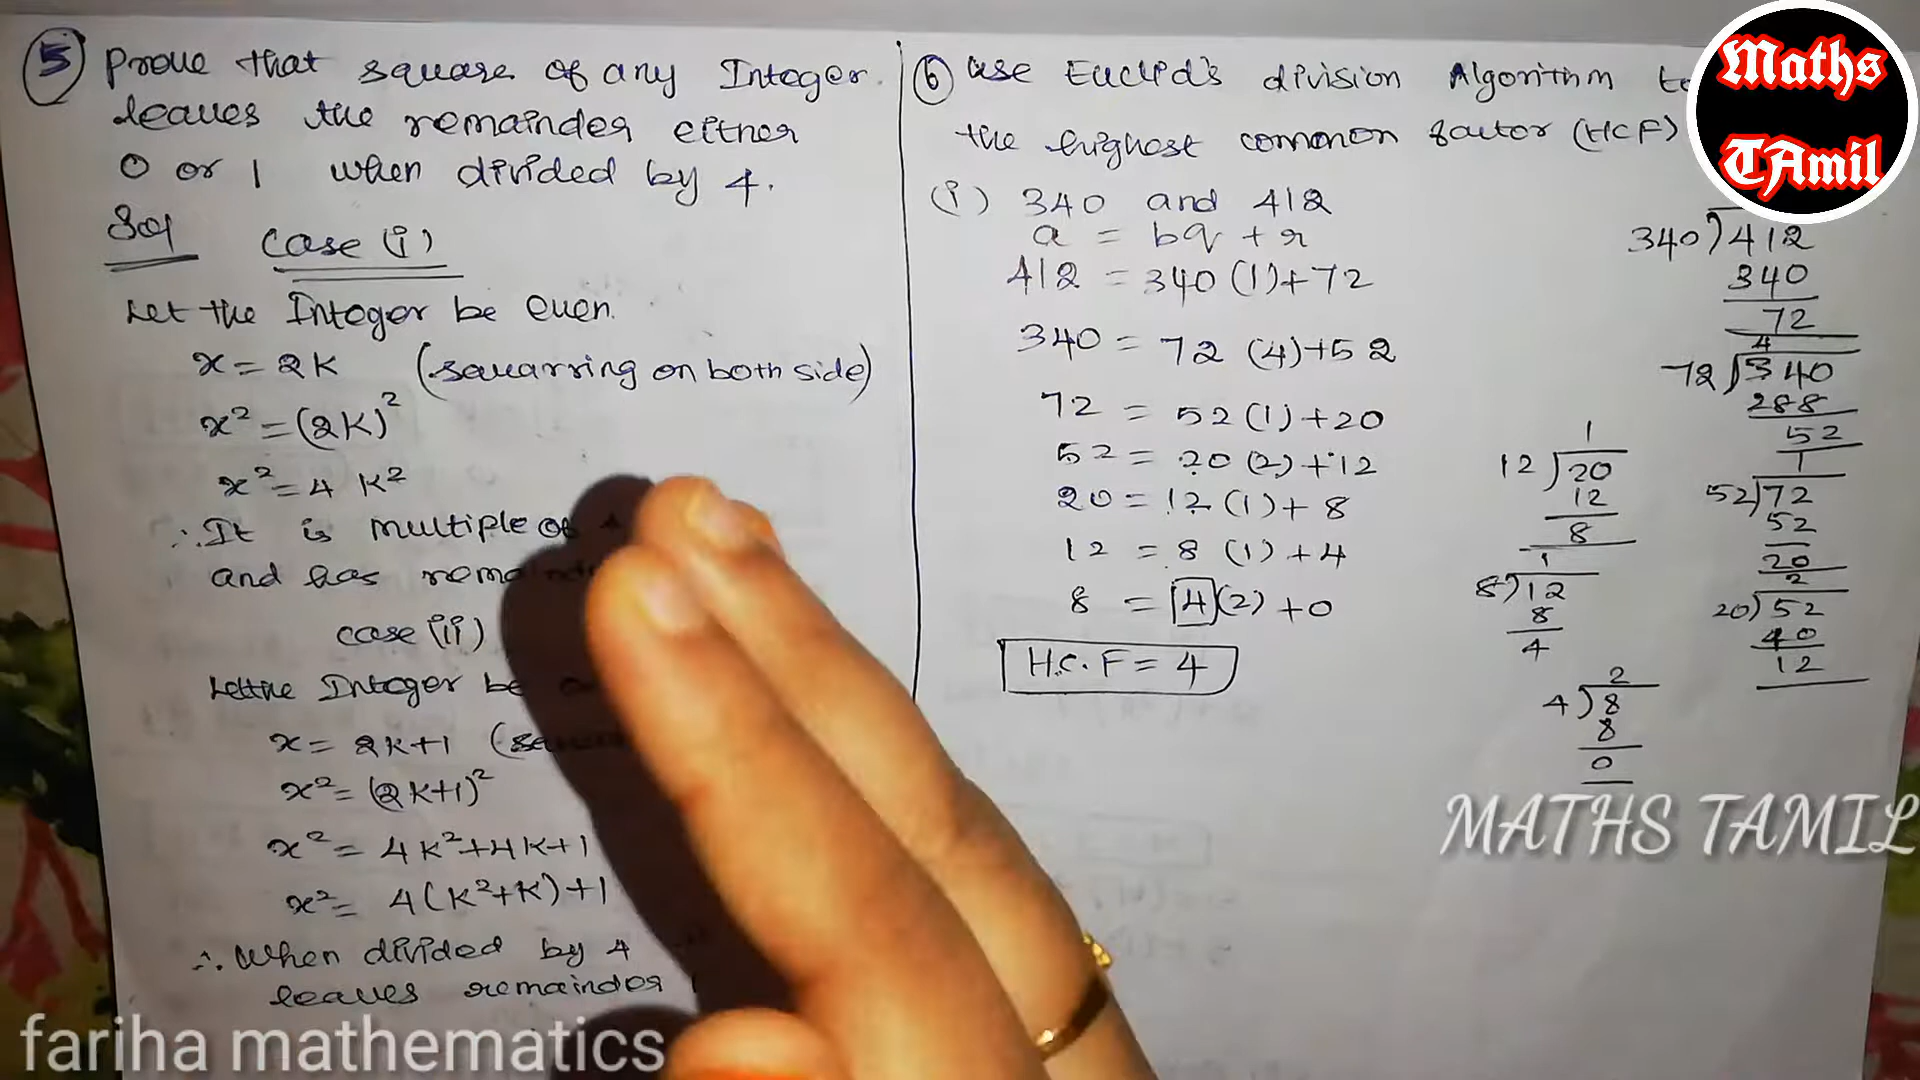 5 Prove that square of any Integer
leaves the remainder either
0 or 1 when divided by 4.
Sol Case (i)
Let the Integer be even.
x = 2K (squarring on both side)
x² = (2K)²
x² = 4 K²
∴ It is multiple of
and has
case (ii)
Let the Integer be
x = 2K+1
x² = (2K+1)²
x² = 4K²+4K+1
x² = 4(K²+K)+1
∴ When divided by 4
leaves remainder 1
6 Use Euclid's division Algorithm
the highest common factor (HCF)
(i) 340 and 412
a = bq + r
412 = 340 (1)+72
340 = 72 (4)+52
72 = 52 (1)+20
52 = 20 (2)+12
20 = 12 (1)+8
12 = 8 (1)+4
8 = 4(2)+0
H.C.F = 4
340)412
340
72
4
72)340
288
52
1
52)72
52
20
2
20)52
40
12
1
12)20
12
8
1
8)12
8
4
2
4)8
8
0
Maths
TAmil
MATHS TAMIL
fariha mathematics